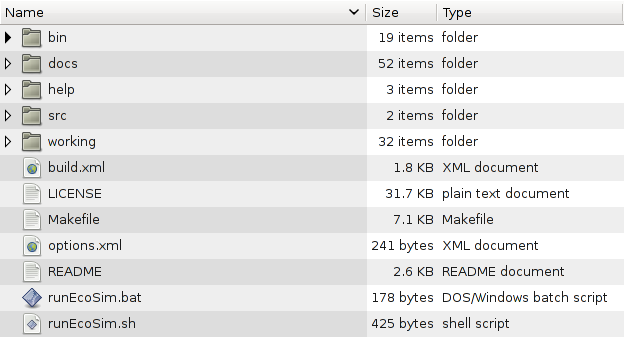 Name Size Type
bin 19 items folder
docs 52 items folder
help 3 items folder
src 2 items folder
working 32 items folder
build.xml 1.8 KB XML document
LICENSE 31.7 KB plain text document
Makefile 7.1 KB Makefile
options.xml 241 bytes XML document
README 2.6 KB README document
runEcoSim.bat 178 bytes DOS/Windows batch script
runEcoSim.sh 425 bytes shell script